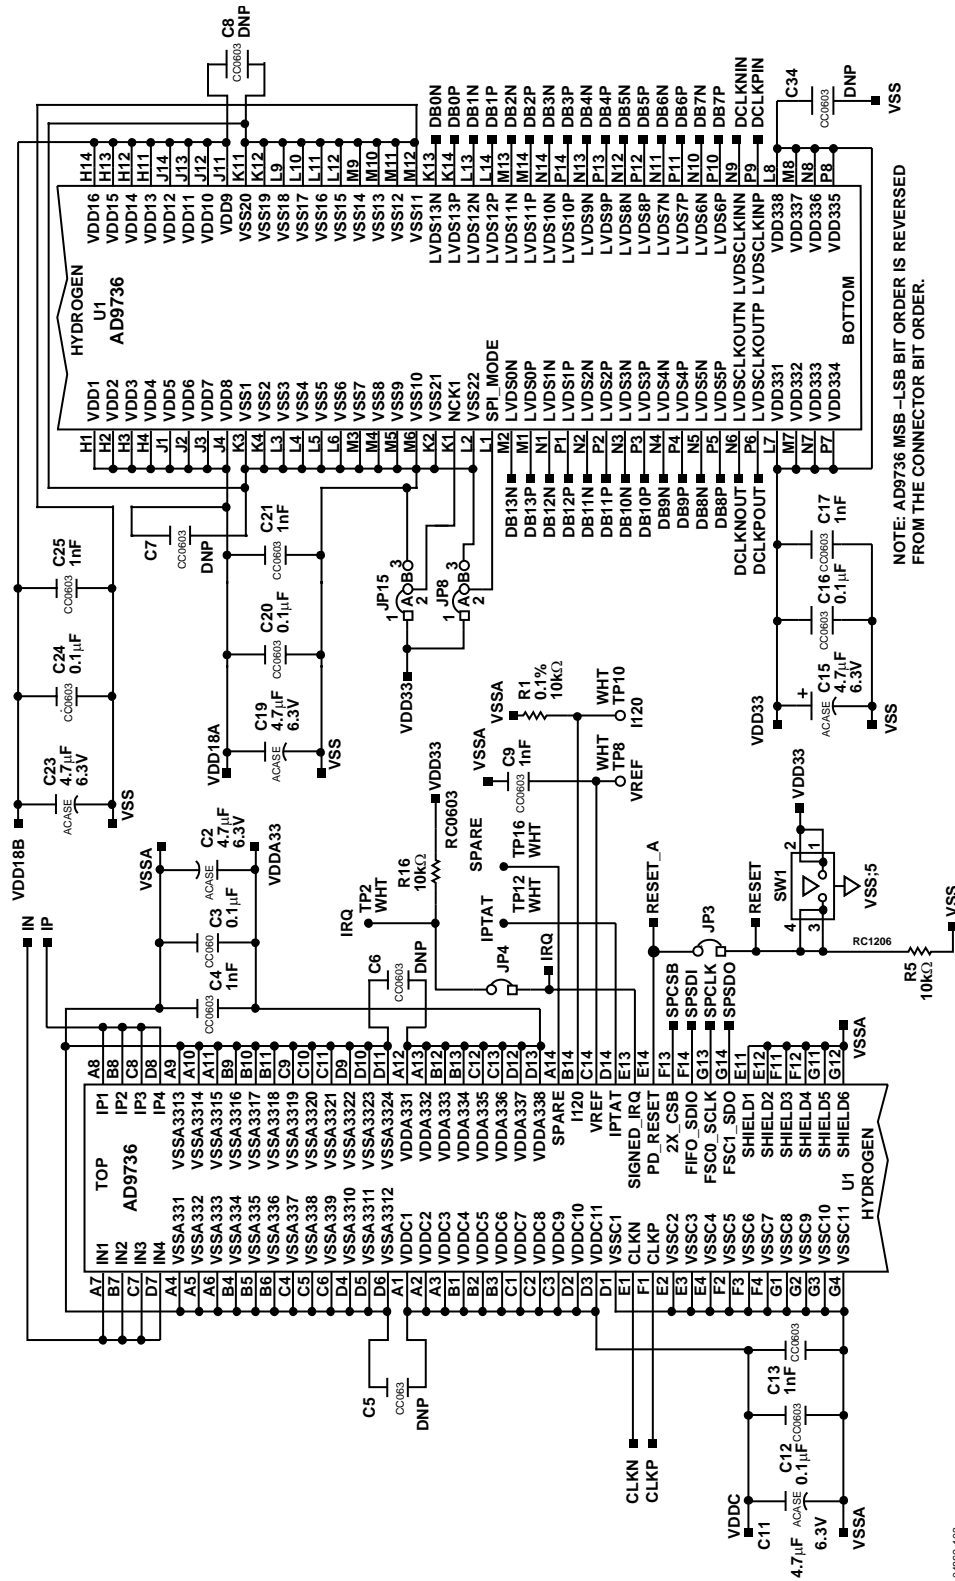 VDD18B
C23
4.7µF
6.3V
ACASE
C24
0.1µF
CC0603
C25
1nF
CC0603
VSS
C8
DNP
CC0603
C7
DNP
CC0603
VDD18A
C19
4.7µF
6.3V
ACASE
C20
0.1µF
CC0603
C21
1nF
CC0603
VSS
VDD33
JP15
1 A B 3
2
JP8
1 A B 3
2
HYDROGEN
U1
AD9736
H1 VDD1 VDD16 H14
H2 VDD2 VDD15 H13
H3 VDD3 VDD14 H12
H4 VDD4 VDD13 H11
J1 VDD5 VDD12 J14
J2 VDD6 VDD11 J13
J3 VDD7 VDD10 J12
J4 VDD8 VDD9 J11
K3 VSS1 VSS20 K11
K4 VSS2 VSS19 K12
L3 VSS3 VSS18 L9
L4 VSS4 VSS17 L10
L5 VSS5 VSS16 L11
L6 VSS6 VSS15 L12
M3 VSS7 VSS14 M9
M4 VSS8 VSS13 M10
M5 VSS9 VSS12 M11
M6 VSS10 VSS11 M12
K2 VSS21 LVDS13N K13 DB0N
K1 NCK1 LVDS13P K14 DB0P
L2 VSS22 LVDS12N L13 DB1N
L1 SPI_MODE LVDS12P L14 DB1P
DB13N M2 LVDS0N LVDS11N M13 DB2N
DB13P M1 LVDS0P LVDS11P M14 DB2P
DB12N N1 LVDS1N LVDS10N N14 DB3N
DB12P P1 LVDS1P LVDS10P P14 DB3P
DB11N N2 LVDS2N LVDS9N N13 DB4N
DB11P P2 LVDS2P LVDS9P P13 DB4P
DB10N N3 LVDS3N LVDS8N N12 DB5N
DB10P P3 LVDS3P LVDS8P P12 DB5P
DB9N N4 LVDS4N LVDS7N N11 DB6N
DB9P P4 LVDS4P LVDS7P P11 DB6P
DB8N N5 LVDS5N LVDS6N N10 DB7N
DB8P P5 LVDS5P LVDS6P P10 DB7P
DCLKNOUT N6 LVDSCLKOUTN LVDSCLKINN N9 DCLKNIN
DCLKPOUT P6 LVDSCLKOUTP LVDSCLKINP P9 DCLKPIN
L7 VDD331 VDD338 L8
M7 VDD332 VDD337 M8
N7 VDD333 VDD336 N8
P7 VDD334 VDD335 P8
BOTTOM
C34
CC0603
DNP
VSS
VDD33
+
C15
4.7µF
6.3V
ACASE
C16
0.1µF
CC0603
C17
1nF
CC0603
VSS
NOTE: AD9736 MSB–LSB BIT ORDER IS REVERSED
FROM THE CONNECTOR BIT ORDER.
IN
IP
VSSA
C4
1nF
CC0603
C3
0.1µF
CC060
C2
4.7µF
6.3V
ACASE
VDDA33
C6
CC0603
DNP
C5
CC063
DNP
IRQ
TP2
WHT
R16
10kΩ
RC0603
VDD33
JP4
IRQ
IPTAT
TP12
WHT
SPARE
TP16
WHT
VSSA
C9
1nF
CC0603
VSSA
R1
0.1%
10kΩ
WHT
TP8
VREF
WHT
TP10
I120
TOP
AD9736
A7 IN1 IP1 A8
B7 IN2 IP2 B8
C7 IN3 IP3 C8
D7 IN4 IP4 D8
A4 VSSA331 VSSA3313 A9
A5 VSSA332 VSSA3314 A10
A6 VSSA333 VSSA3315 A11
B4 VSSA334 VSSA3316 B9
B5 VSSA335 VSSA3317 B10
B6 VSSA336 VSSA3318 B11
C4 VSSA337 VSSA3319 C9
C5 VSSA338 VSSA3320 C10
C6 VSSA339 VSSA3321 C11
D4 VSSA3310 VSSA3322 D9
D5 VSSA3311 VSSA3323 D10
D6 VSSA3312 VSSA3324 D11
A1 VDDC1 VDDA331 A12
A2 VDDC2 VDDA332 A13
A3 VDDC3 VDDA333 B12
B1 VDDC4 VDDA334 B13
B2 VDDC5 VDDA335 C12
B3 VDDC6 VDDA336 C13
C1 VDDC7 VDDA337 D12
C2 VDDC8 VDDA338 D13
C3 VDDC9 SPARE A14
D2 VDDC10 I120 B14
D3 VDDC11 VREF C14
D1 VSSC1 IPTAT D14
E1 CLKN SIGNED_IRQ E13
F1 CLKP PD_RESET E14
E2 VSSC2 2X_CSB F13 SPCSB
E3 VSSC3 FIFO_SDIO F14 SPSDI
E4 VSSC4 FSC0_SCLK G13 SPCLK
F2 VSSC5 FSC1_SDO G14 SPSDO
F3 VSSC6 SHIELD1 E11
F4 VSSC7 SHIELD2 E12
G1 VSSC8 SHIELD3 F11
G2 VSSC9 SHIELD4 F12
G3 VSSC10 SHIELD5 G11
G4 VSSC11 SHIELD6 G12
VSSA
U1
HYDROGEN
CLKN
CLKP
VDDC
C11
4.7µF
ACASE
6.3V
C12
0.1µF
CC0603
C13
1nF
CC0603
VSSA
RESET_A
JP3
RESET
SW1
4 2
3 1
VDD33
VSS;5
RC1206
R5
10kΩ
VSS